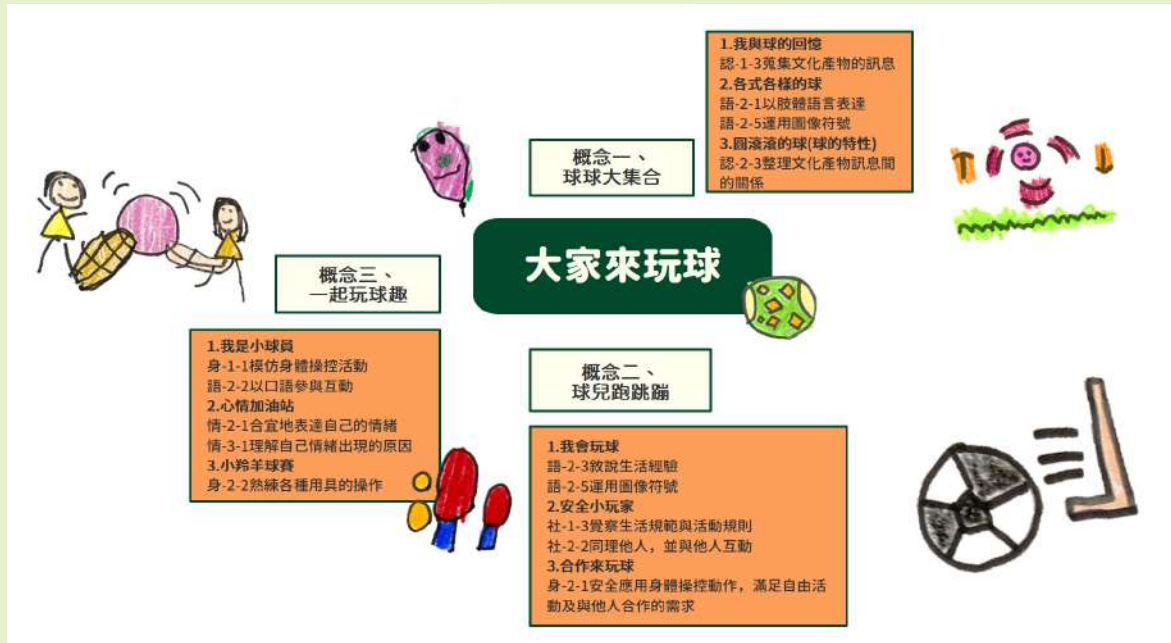 大家來玩球
概念一、
球球大集合
1.我與球的回憶
認-1-3蒐集文化產物的訊息
2.各式各樣的球
語-2-1以肢體語言表達
語-2-5運用圖像符號
3.圓滾滾的球(球的特性)
認-2-3整理文化產物訊息間
的關係
概念二、
球兒跑跳蹦
1.我會玩球
語-2-3敘說生活經驗
語-2-5運用圖像符號
2.安全小玩家
社-1-3覺察生活規範與活動規則
社-2-2同理他人，並與他人互動
3.合作來玩球
身-2-1安全應用身體操控動作，滿足自由活
動及與他人合作的需求
概念三、
一起玩球趣
1.我是小球員
身-1-1模仿身體操控活動
語-2-2以口語參與互動
2.心情加油站
情-2-1合宜地表達自己的情緒
情-3-1理解自己情緒出現的原因
3.小羚羊球賽
身-2-2熟練各種用具的操作